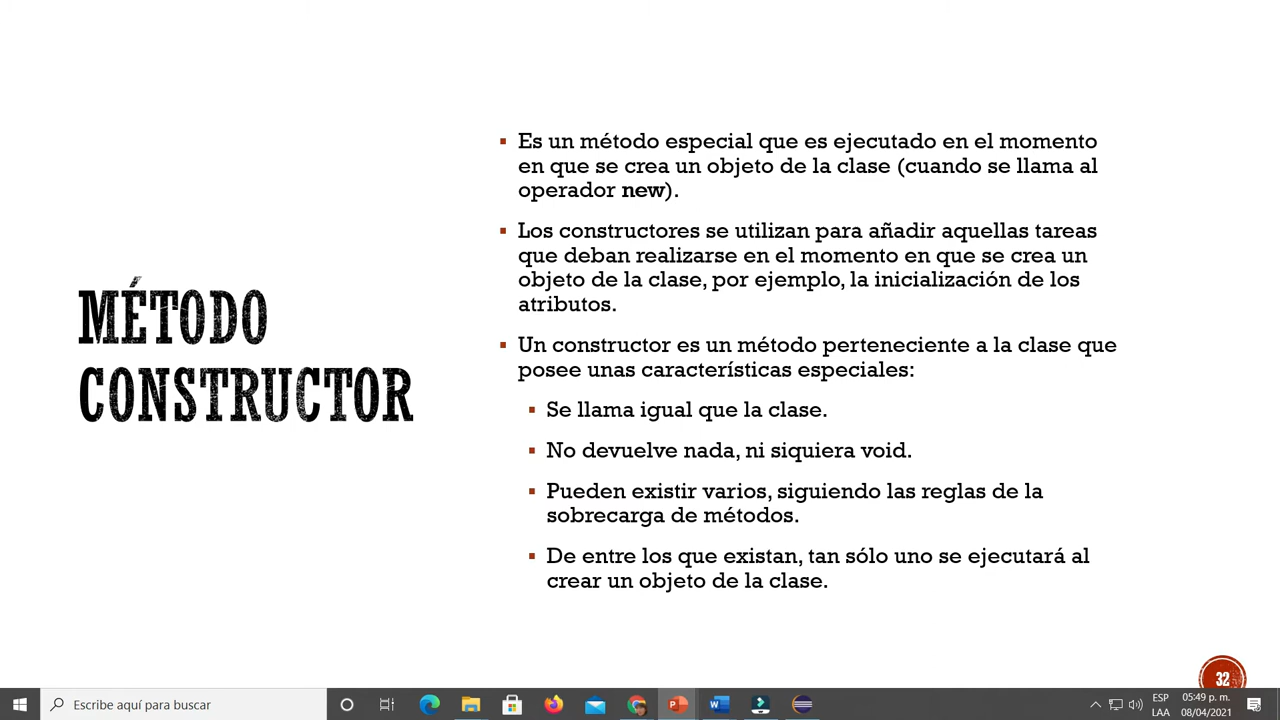 MÉTODO
CONSTRUCTOR
▪ Es un método especial que es ejecutado en el momento
en que se crea un objeto de la clase (cuando se llama al
operador new).
▪ Los constructores se utilizan para añadir aquellas tareas
que deban realizarse en el momento en que se crea un
objeto de la clase, por ejemplo, la inicialización de los
atributos.
▪ Un constructor es un método perteneciente a la clase que
posee unas características especiales:
▪ Se llama igual que la clase.
▪ No devuelve nada, ni siquiera void.
▪ Pueden existir varios, siguiendo las reglas de la
sobrecarga de métodos.
▪ De entre los que existan, tan sólo uno se ejecutará al
crear un objeto de la clase.
32
Escribe aquí para buscar
ESP
LAA
05:49 p. m.
08/04/2021